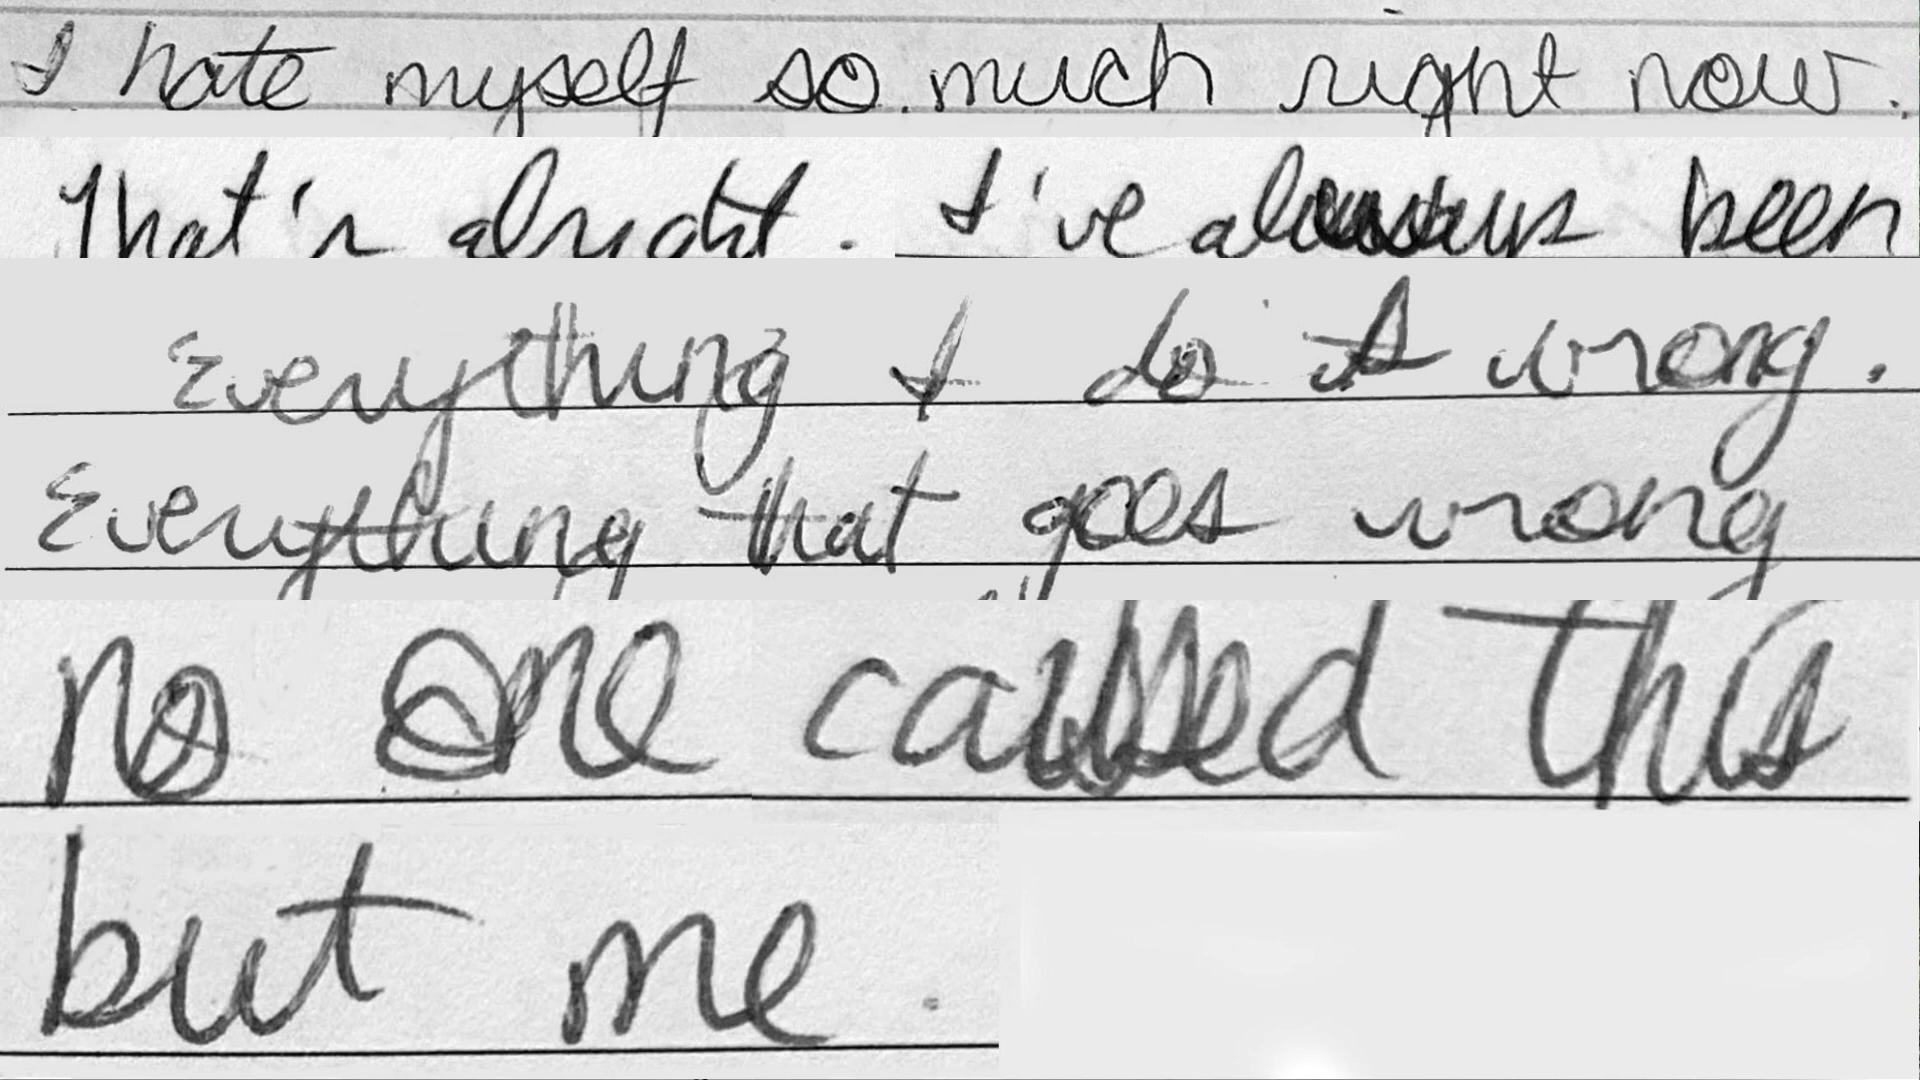 I hate myself so much right now.
That's alright. I've always been
Everything I do is wrong.
Everything that goes wrong
no one caused this
but me.